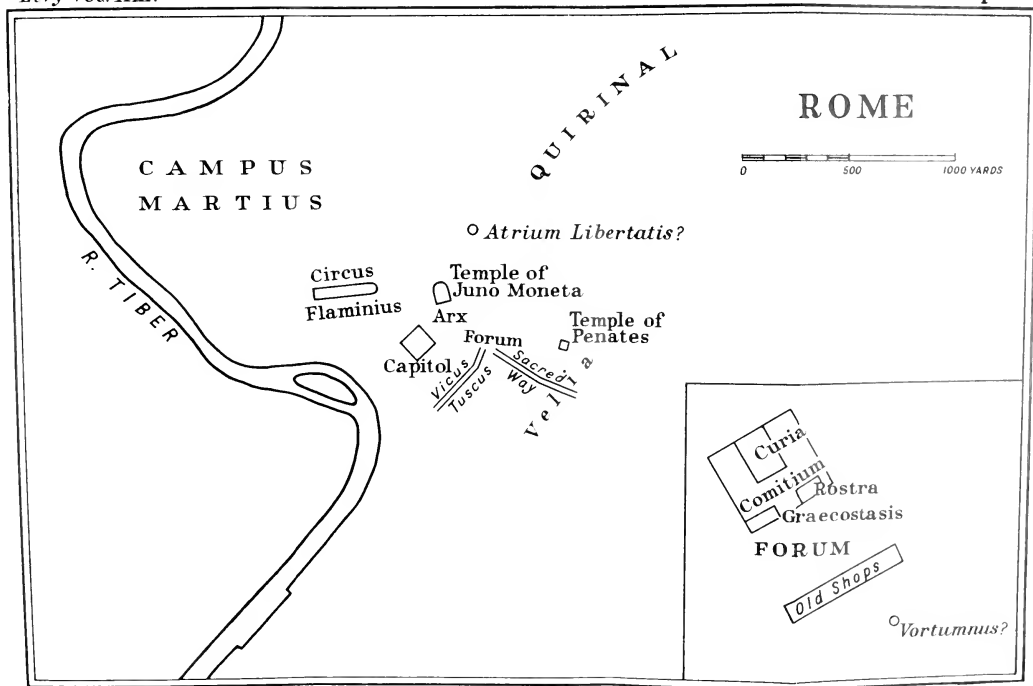 ROME
0 500 1000 YARDS
QUIRINAL
CAMPUS
MARTIUS
R. TIBER
Atrium Libertatis?
Circus
Flaminius
Temple of
Juno Moneta
Arx
Capitol
Forum
Temple of
Penates
Vicus
Tuscus
Sacred
Way
Velia
Curia
Comitium
Rostra
Graecostasis
FORUM
Old Shops
Vortumnus?